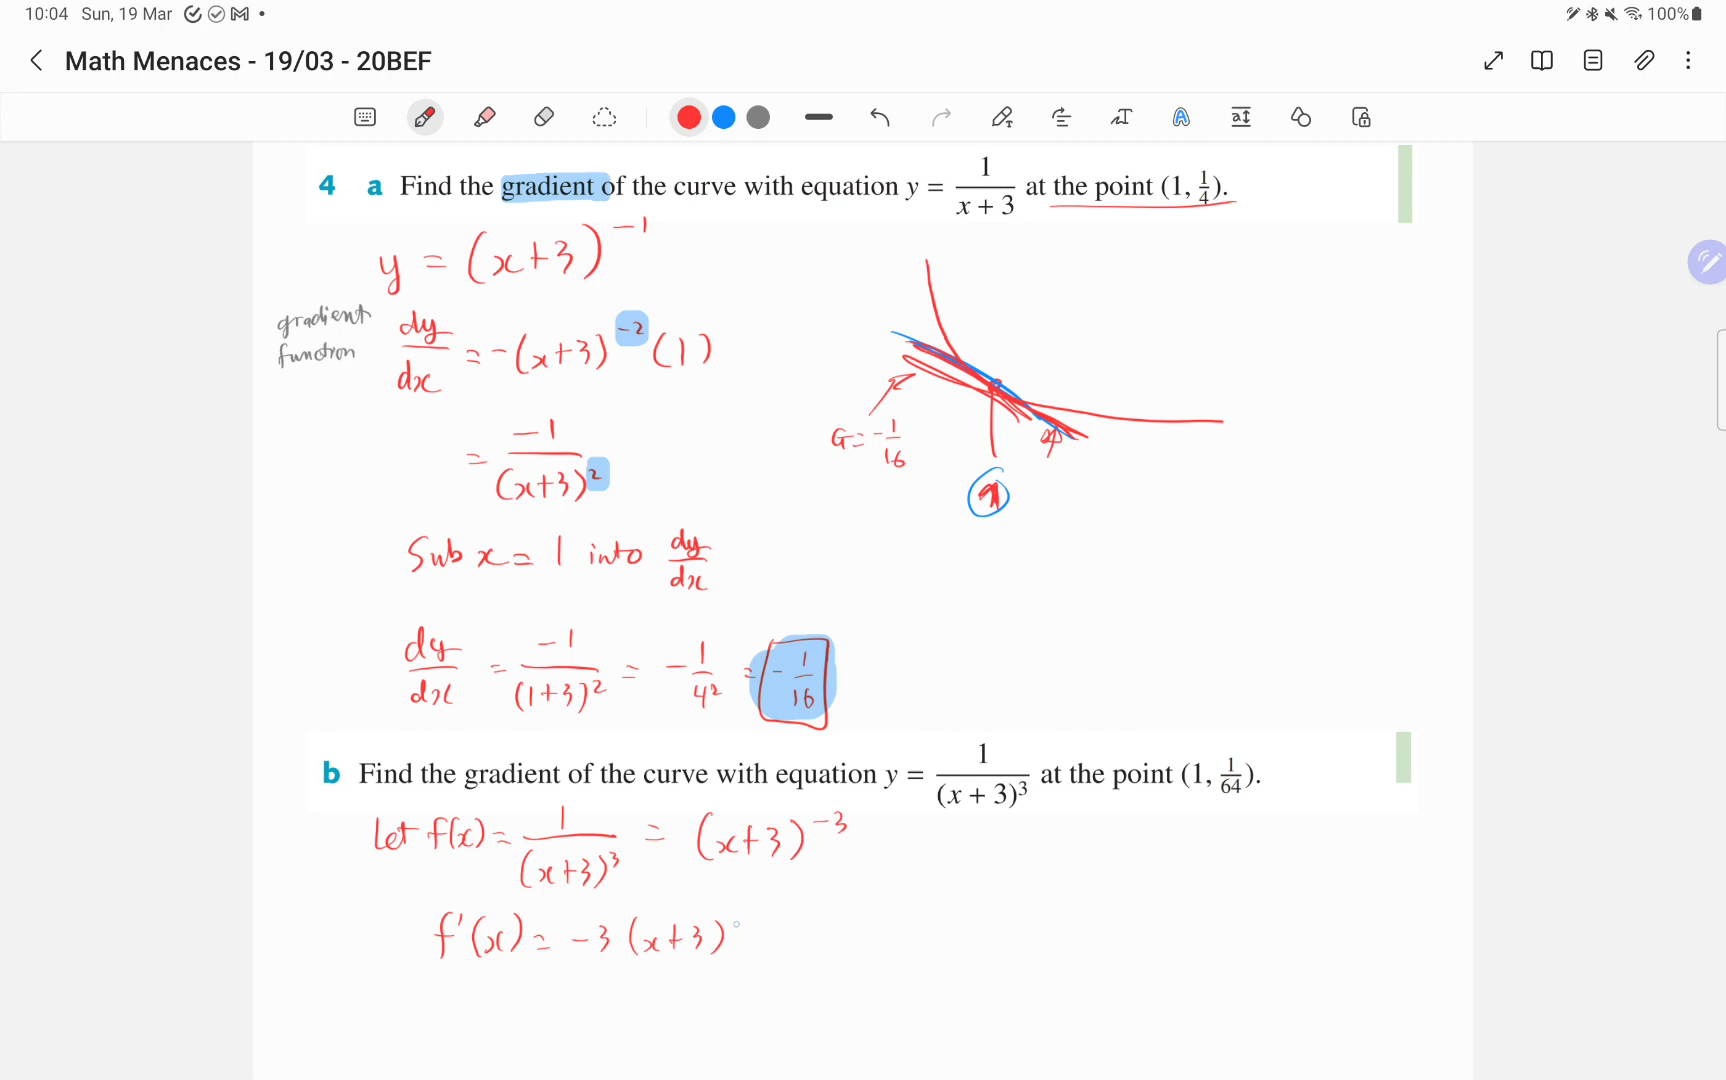 10:04 Sun, 19 Mar 100%
Math Menaces - 19/03 - 20BEF
4 a Find the gradient of the curve with equation y = 1/(x + 3) at the point (1, 1/4).
y = (x+3)^-1
gradient function
dy/dx = -(x+3)^-2 (1)
= -1/(x+3)^2
G = -1/16
1
Sub x = 1 into dy/dx
dy/dx = -1/(1+3)^2 = -1/4^2 = -1/16
b Find the gradient of the curve with equation y = 1/(x + 3)^3 at the point (1, 1/64).
Let f(x) = 1/(x+3)^3 = (x+3)^-3
f'(x) = -3 (x+3)